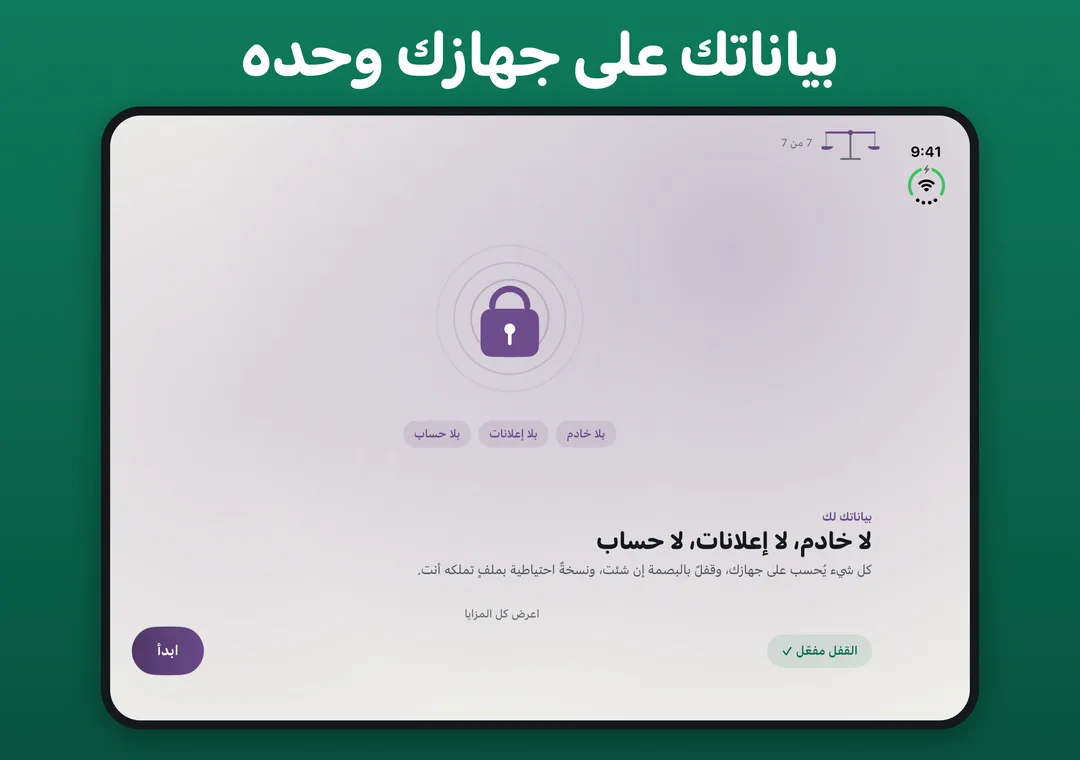 بياناتك على جهازك وحده
9:41
7 من 7
بلا خادم
بلا إعلانات
بلا حساب
بياناتك لك
لا خادم، لا إعلانات، لا حساب
كل شيء يُحسب على جهازك، وقفلٌ بالبصمة إن شئت، ونسخةٌ احتياطية بملفٍ تملكه أنت.
اعرض كل المزايا
القفل مفعّل ✓
ابدأ